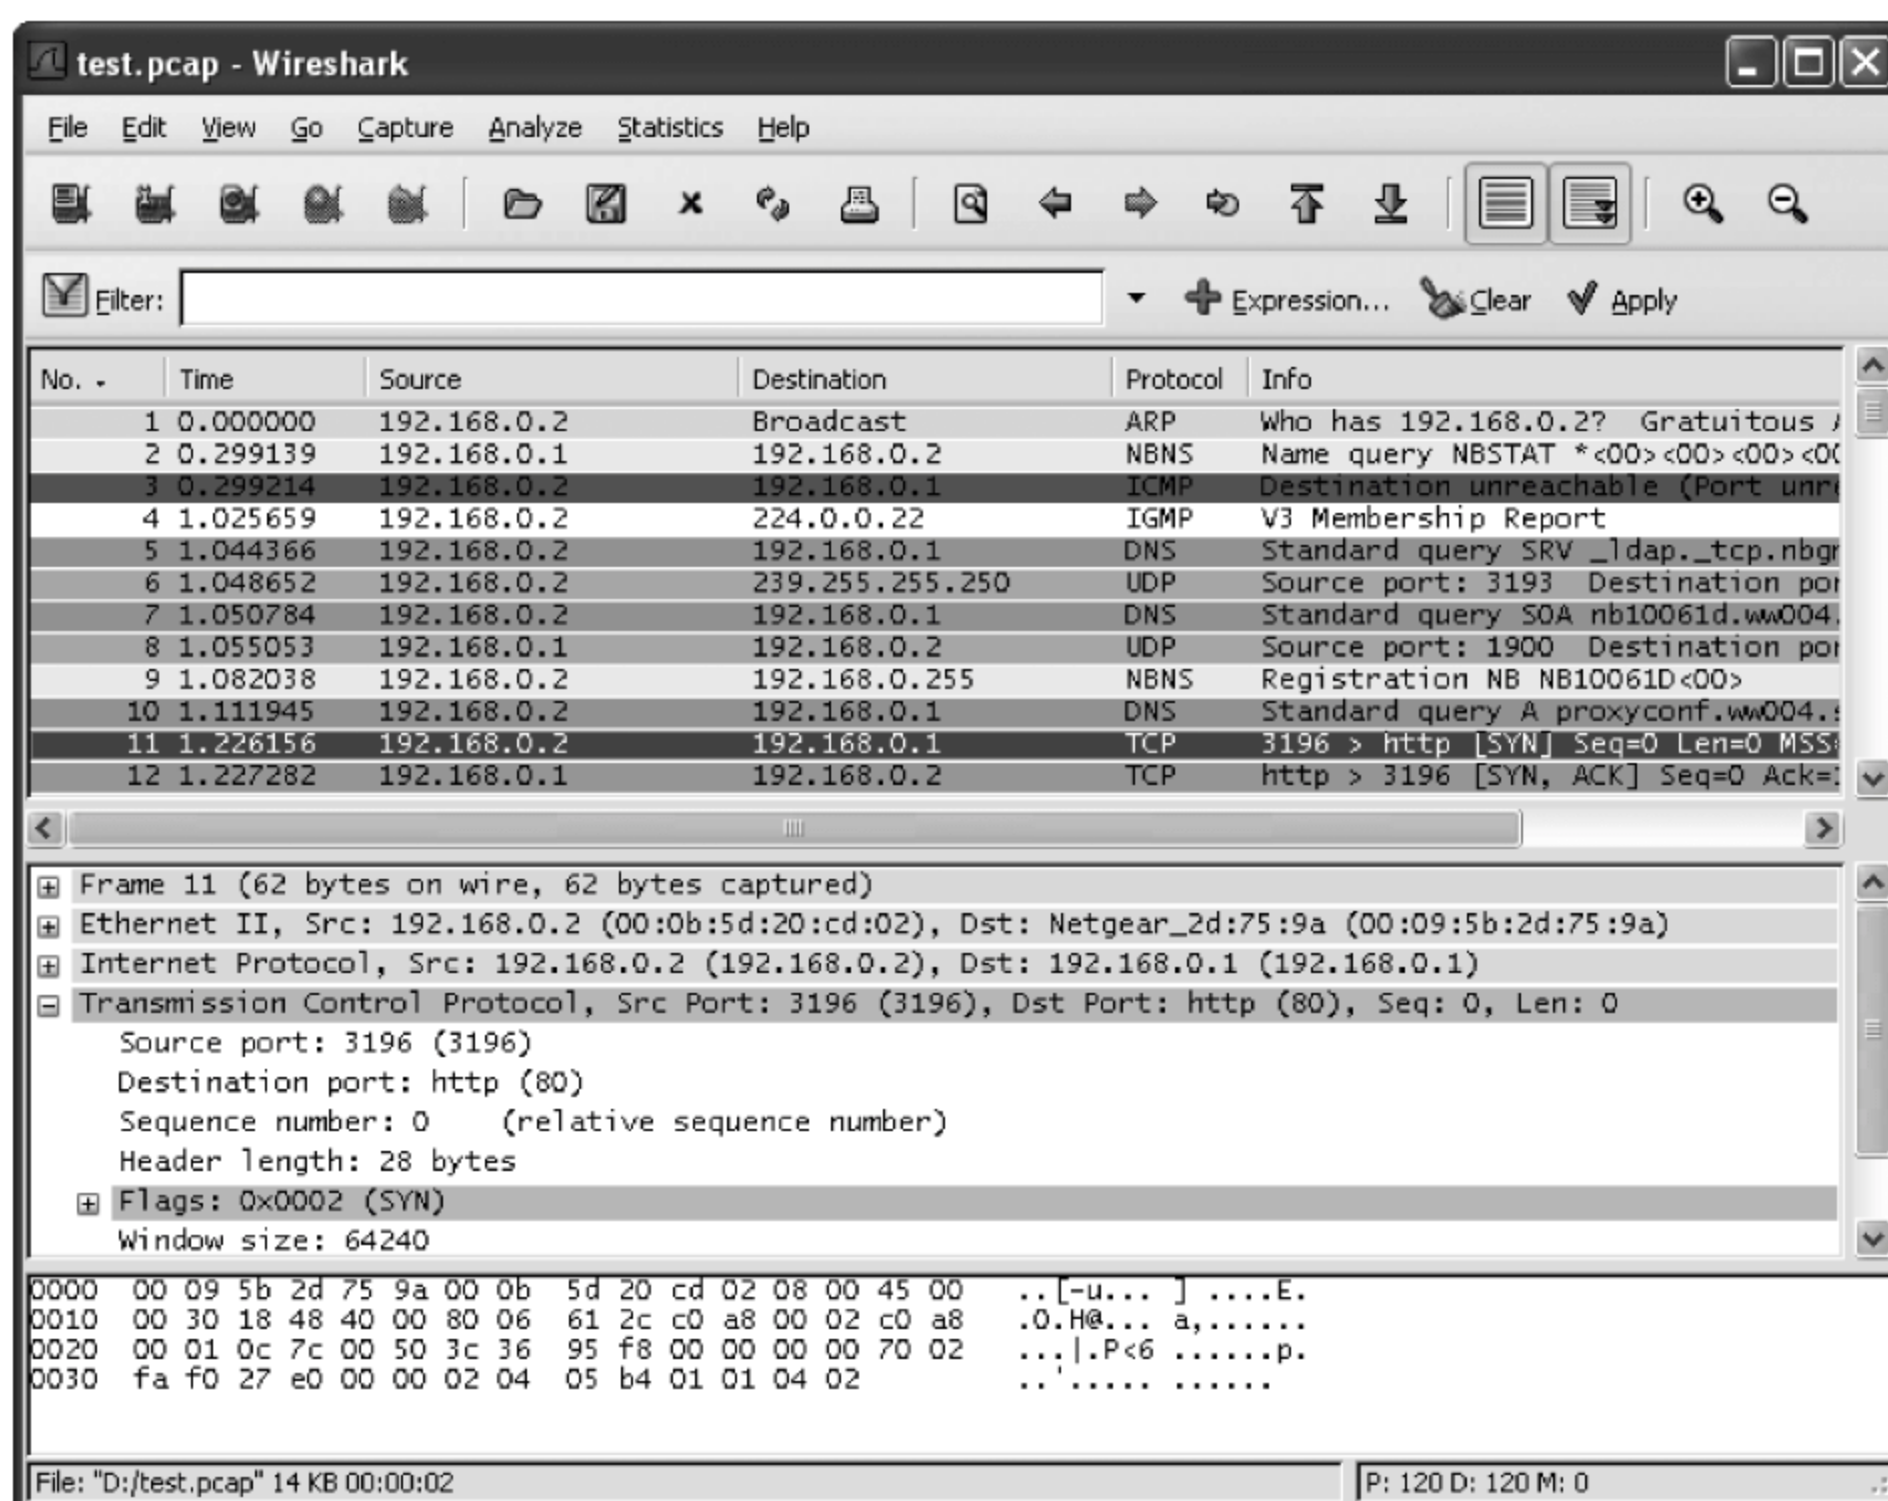 test.pcap - Wireshark
File Edit View Go Capture Analyze Statistics Help
Filter: Expression... Clear Apply
No. Time Source Destination Protocol Info
1 0.000000 192.168.0.2 Broadcast ARP Who has 192.168.0.2? Gratuitous
2 0.299139 192.168.0.1 192.168.0.2 NBNS Name query NBSTAT *<00><00><00><00
3 0.299214 192.168.0.2 192.168.0.1 ICMP Destination unreachable (Port unre
4 1.025659 192.168.0.2 224.0.0.22 IGMP V3 Membership Report
5 1.044366 192.168.0.2 192.168.0.1 DNS Standard query SRV _ldap._tcp.nbgm
6 1.048652 192.168.0.2 239.255.255.250 UDP Source port: 3193 Destination por
7 1.050784 192.168.0.2 192.168.0.1 DNS Standard query SOA nb10061d.ww004.
8 1.055053 192.168.0.1 192.168.0.2 UDP Source port: 1900 Destination por
9 1.082038 192.168.0.2 192.168.0.255 NBNS Registration NB NB10061D<00>
10 1.111945 192.168.0.2 192.168.0.1 DNS Standard query A proxyconf.ww004.
11 1.226156 192.168.0.2 192.168.0.1 TCP 3196 > http [SYN] Seq=0 Len=0 MSS
12 1.227282 192.168.0.1 192.168.0.2 TCP http > 3196 [SYN, ACK] Seq=0 Ack=
Frame 11 (62 bytes on wire, 62 bytes captured)
Ethernet II, Src: 192.168.0.2 (00:0b:5d:20:cd:02), Dst: Netgear_2d:75:9a (00:09:5b:2d:75:9a)
Internet Protocol, Src: 192.168.0.2 (192.168.0.2), Dst: 192.168.0.1 (192.168.0.1)
Transmission Control Protocol, Src Port: 3196 (3196), Dst Port: http (80), Seq: 0, Len: 0
Source port: 3196 (3196)
Destination port: http (80)
Sequence number: 0 (relative sequence number)
Header length: 28 bytes
Flags: 0x0002 (SYN)
Window size: 64240
0000 00 09 5b 2d 75 9a 00 0b 5d 20 cd 02 08 00 45 00 ..[-u... ] ....E.
0010 00 30 18 48 40 00 80 06 61 2c c0 a8 00 02 c0 a8 .0.H@... a,......
0020 00 01 0c 7c 00 50 3c 36 95 f8 00 00 00 00 70 02 ...|.P<6 ......p.
0030 fa f0 27 e0 00 00 02 04 05 b4 01 01 04 02 ..'..... ......
File: "D:/test.pcap" 14 KB 00:00:02 P: 120 D: 120 M: 0